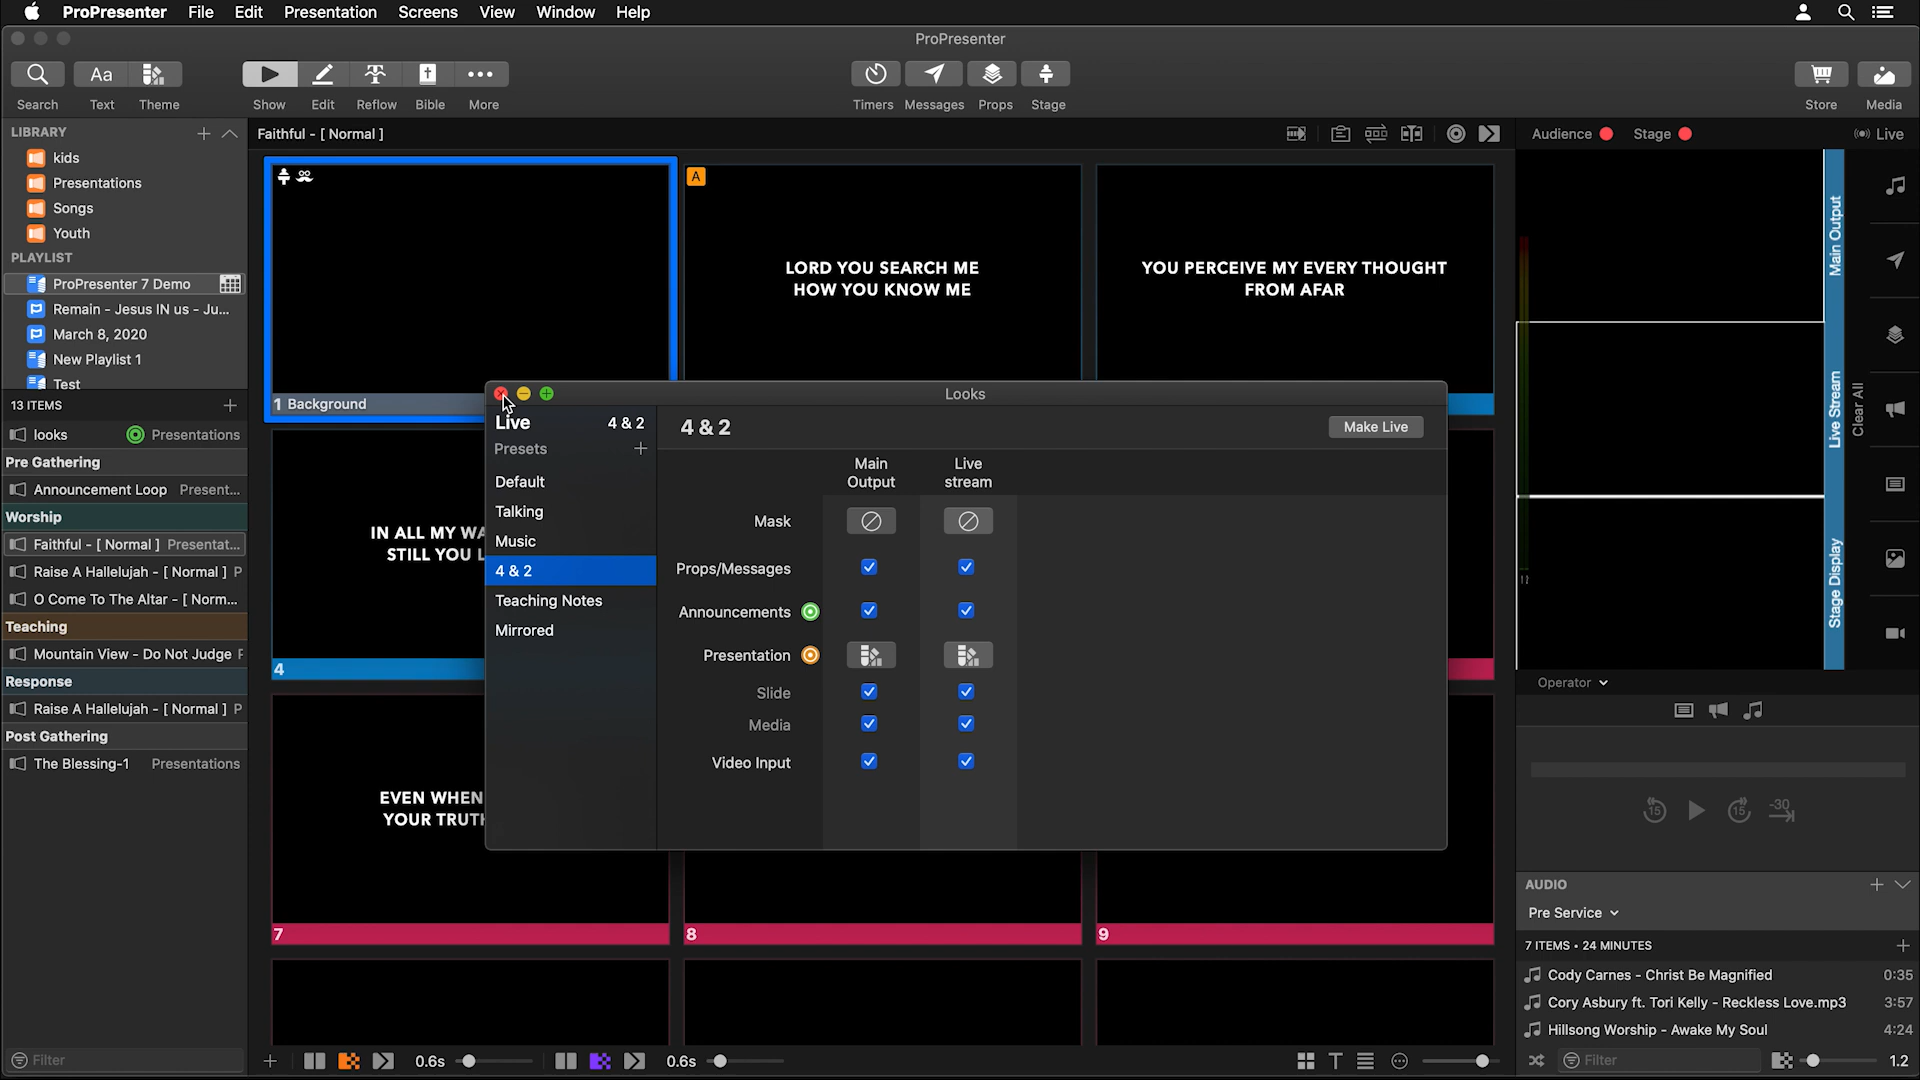 ProPresenter File Edit Presentation Screens View Window Help
ProPresenter
Aa
Search Text Theme Show Edit Reflow Bible More Timers Messages Props Stage Store Media
LIBRARY
kids
Presentations
Songs
Youth
PLAYLIST
ProPresenter 7 Demo
Remain - Jesus IN us - Ju...
March 8, 2020
New Playlist 1
Test
13 ITEMS
looks Presentations
Pre Gathering
Announcement Loop Present...
Worship
Faithful - [ Normal ] Presentat...
Raise A Hallelujah - [ Normal ] P
O Come To The Altar - [ Norm...
Teaching
Mountain View - Do Not Judge P
Response
Raise A Hallelujah - [ Normal ] P
Post Gathering
The Blessing-1 Presentations
Filter
Faithful - [ Normal ]
1 Background
A
LORD YOU SEARCH ME
HOW YOU KNOW ME
YOU PERCEIVE MY EVERY THOUGHT
FROM AFAR
IN ALL MY WA
STILL YOU L
4
EVEN WHEN
YOUR TRUTH
7
8
9
Looks
Live 4 & 2
Presets
Default
Talking
Music
4 & 2
Teaching Notes
Mirrored
4 & 2
Make Live
Main
Output
Live
stream
Mask
Props/Messages
Announcements
Presentation
Slide
Media
Video Input
0.6s
0.6s
T
Audience Stage Live
Main Output
Live Stream
Stage Display
Clear All
Operator
15 15 -30
AUDIO
Pre Service
7 ITEMS • 24 MINUTES
Cody Carnes - Christ Be Magnified 0:35
Cory Asbury ft. Tori Kelly - Reckless Love.mp3 3:57
Hillsong Worship - Awake My Soul 4:24
Filter
1.2